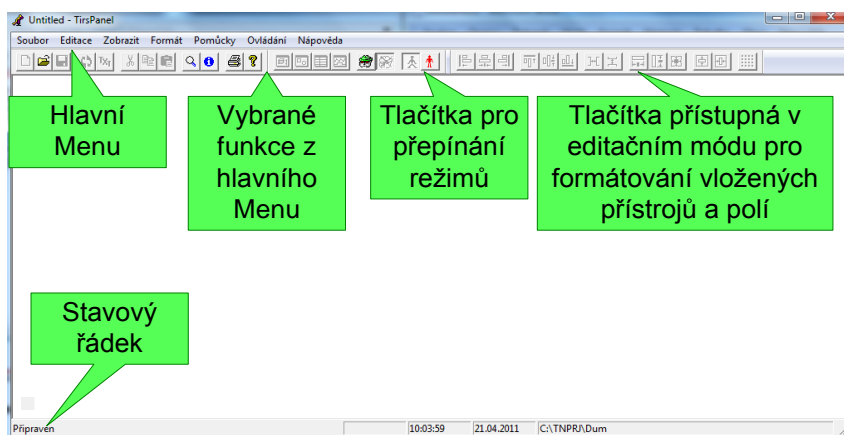 Untitled - TirsPanel
Soubor Editace Zobrazit Formát Pomůcky Ovládání Nápověda
Hlavní
Menu
Vybrané
funkce z
hlavního
Menu
Tlačítka pro
přepínání
režimů
Tlačítka přístupná v
editačním módu pro
formátování vložených
přístrojů a polí
Stavový
řádek
Připraven 10:03:59 21.04.2011 C:\TNPRJ\Dum